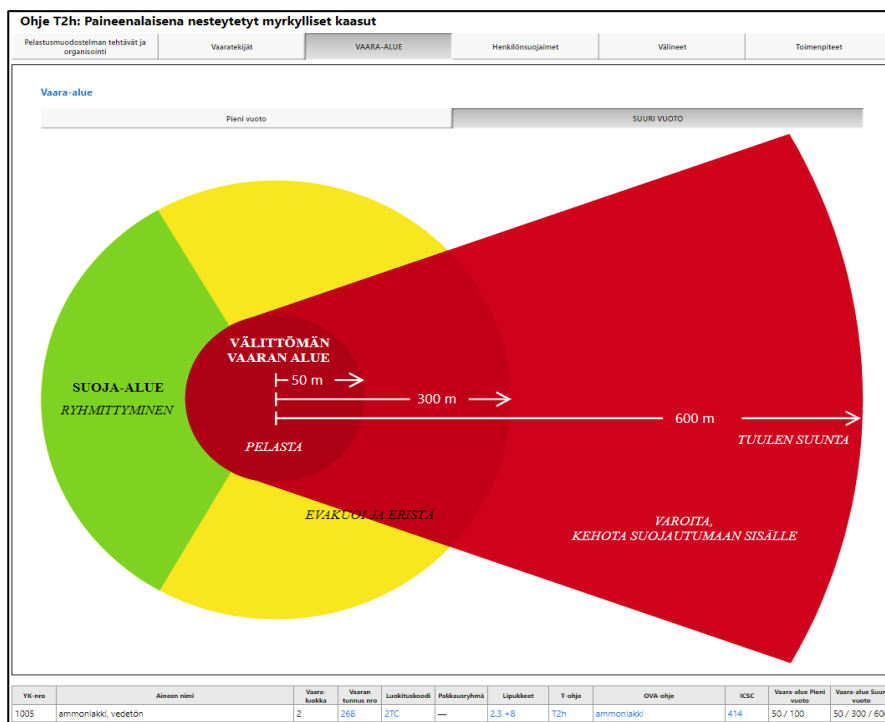 Ohje T2h: Paineenalaisena nesteytetyt myrkylliset kaasut
Pelastusmuodostelman tehtävät ja organisointi
Vaaratekijät
VAARA-ALUE
Henkilönsuojaimet
Välineet
Toimenpiteet
Vaara-alue
Pieni vuoto
SUURI VUOTO
VÄLITTÖMÄN
VAARAN ALUE
50 m
SUOJA-ALUE
300 m
RYHMITTYMINEN
600 m
PELASTA
TUULEN SUUNTA
EVAKUOI JA ERISTÄ
VAROITA,
KEHOTA SUOJAUTUMAAN SISÄLLE
YK-nro Aineen nimi Vaara-luokka Vaaran tunnus nro Luokituskoodi Pakkausryhmä Lipukkeet T-ohje OVA-ohje ICSC Vaara-alue Pieni vuoto Vaara-alue Suuri vuoto
1005 ammoniakki, vedetön 2 268 2TC — 2.3 +8 T2h ammoniakki 414 50 / 100 50 / 300 / 600